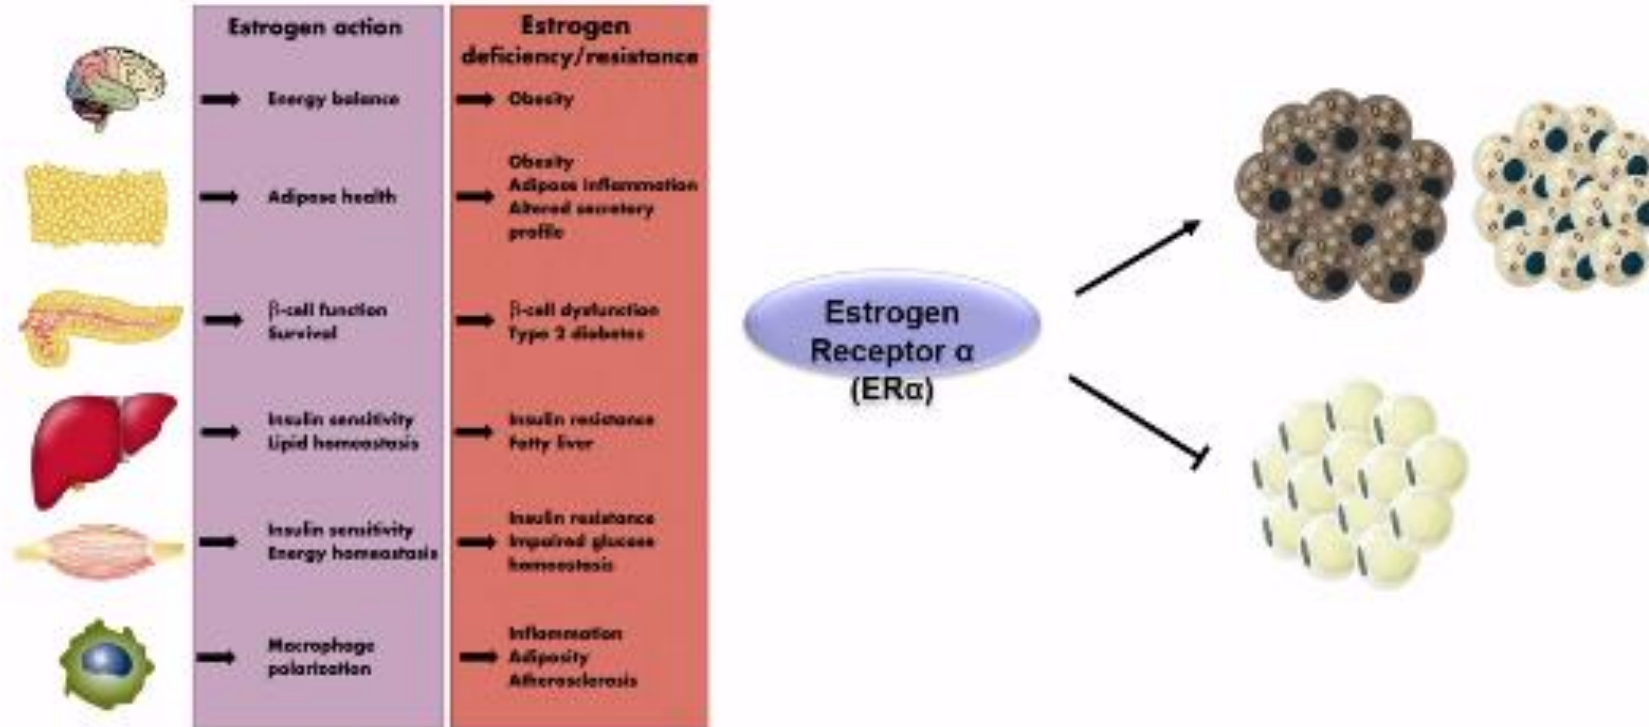 Estrogen action
Estrogen
deficiency/resistance
Energy balance
Obesity
Adipose health
Obesity
Adipose inflammation
Altered secretory
profile
β-cell function
Survival
β-cell dysfunction
Type 2 diabetes
Insulin sensitivity
Lipid homeostasis
Insulin resistance
Fatty liver
Insulin sensitivity
Energy homeostasis
Insulin resistance
Impaired glucose
homeostasis
Macrophage
polarization
Inflammation
Adiposity
Atherosclerosis
Estrogen
Receptor α
(ERα)